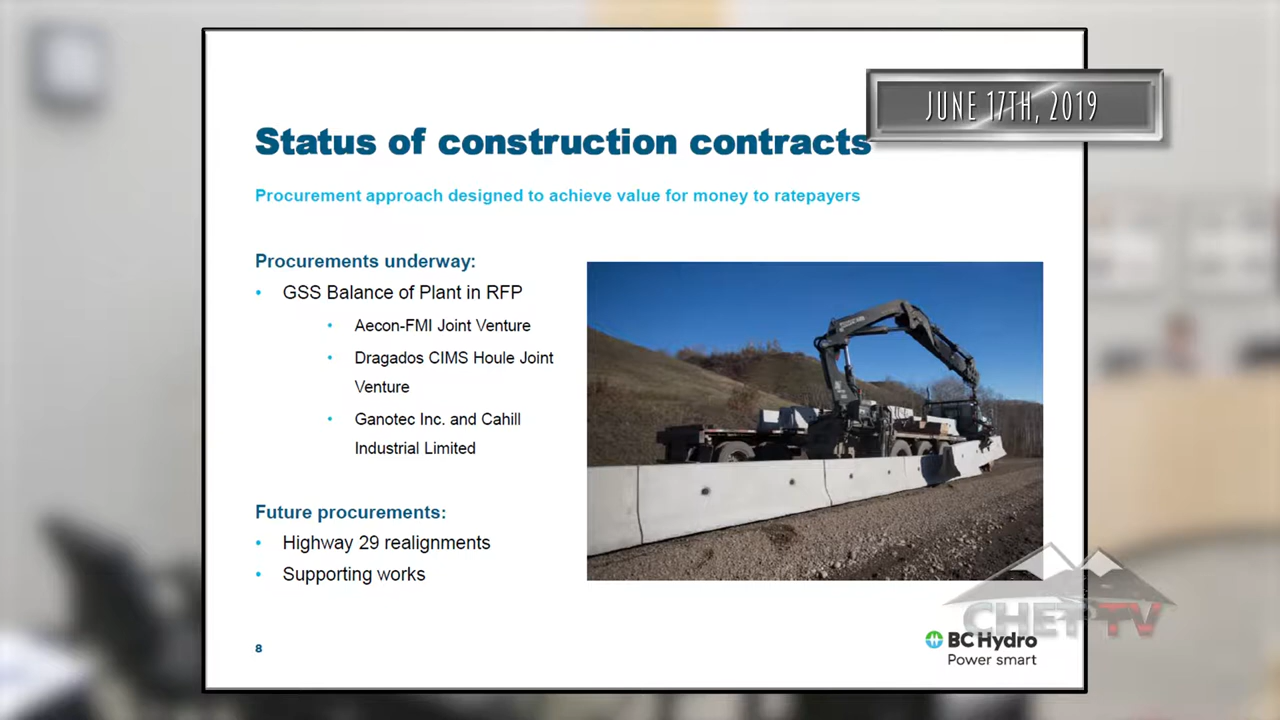 JUNE 17TH, 2019
Status of construction contracts
Procurement approach designed to achieve value for money to ratepayers
Procurements underway:
• GSS Balance of Plant in RFP
• Aecon-FMI Joint Venture
• Dragados CIMS Houle Joint
Venture
• Ganotec Inc. and Cahill
Industrial Limited
Future procurements:
• Highway 29 realignments
• Supporting works
CHET TV
8
BC Hydro
Power smart